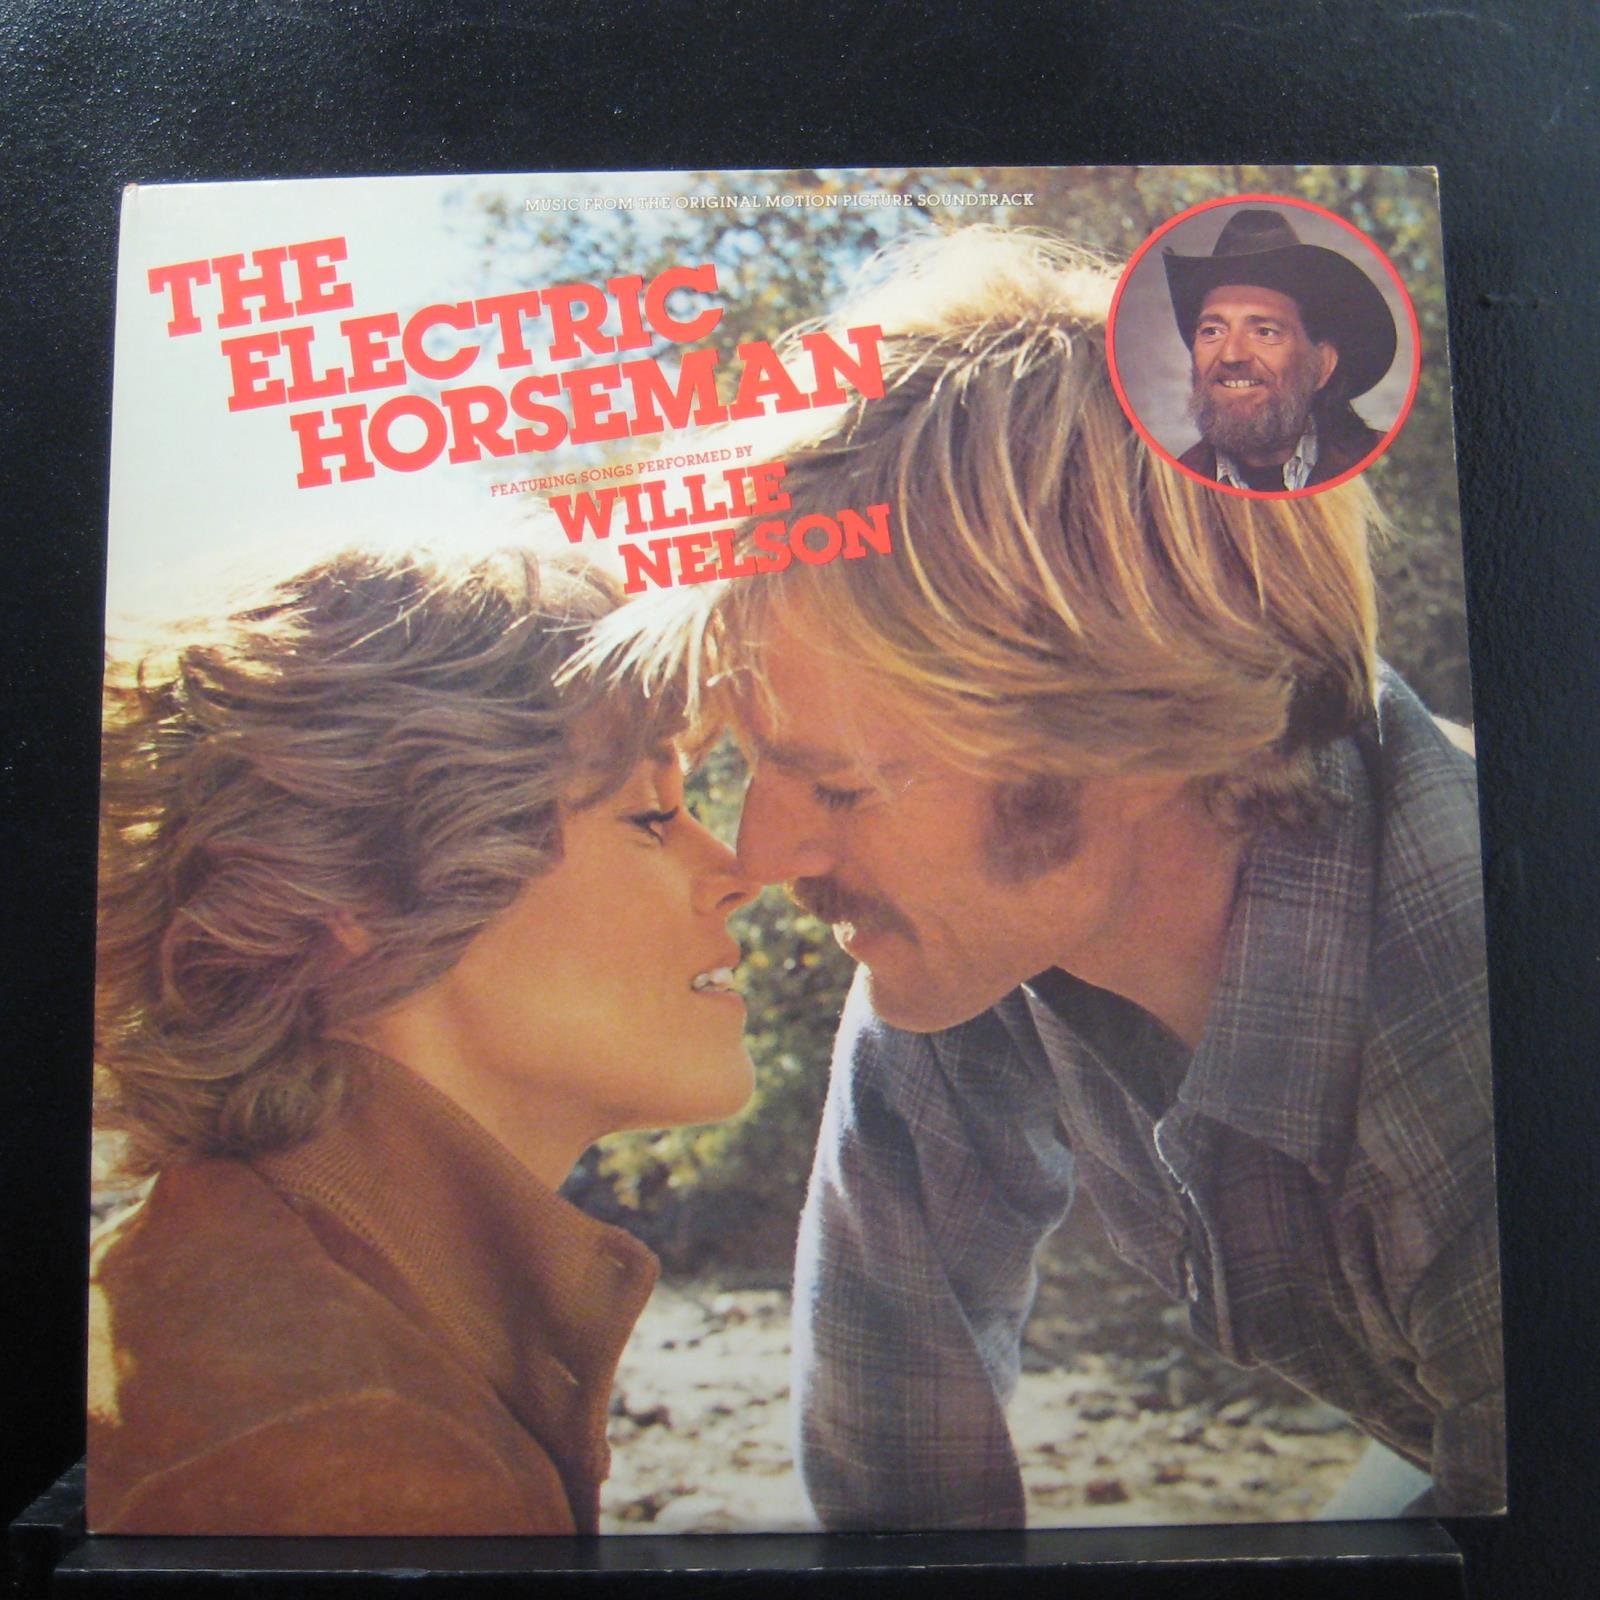 MUSIC FROM THE ORIGINAL MOTION PICTURE SOUNDTRACK
THE
ELECTRIC
HORSEMAN
FEATURING SONGS PERFORMED BY
WILLIE
NELSON